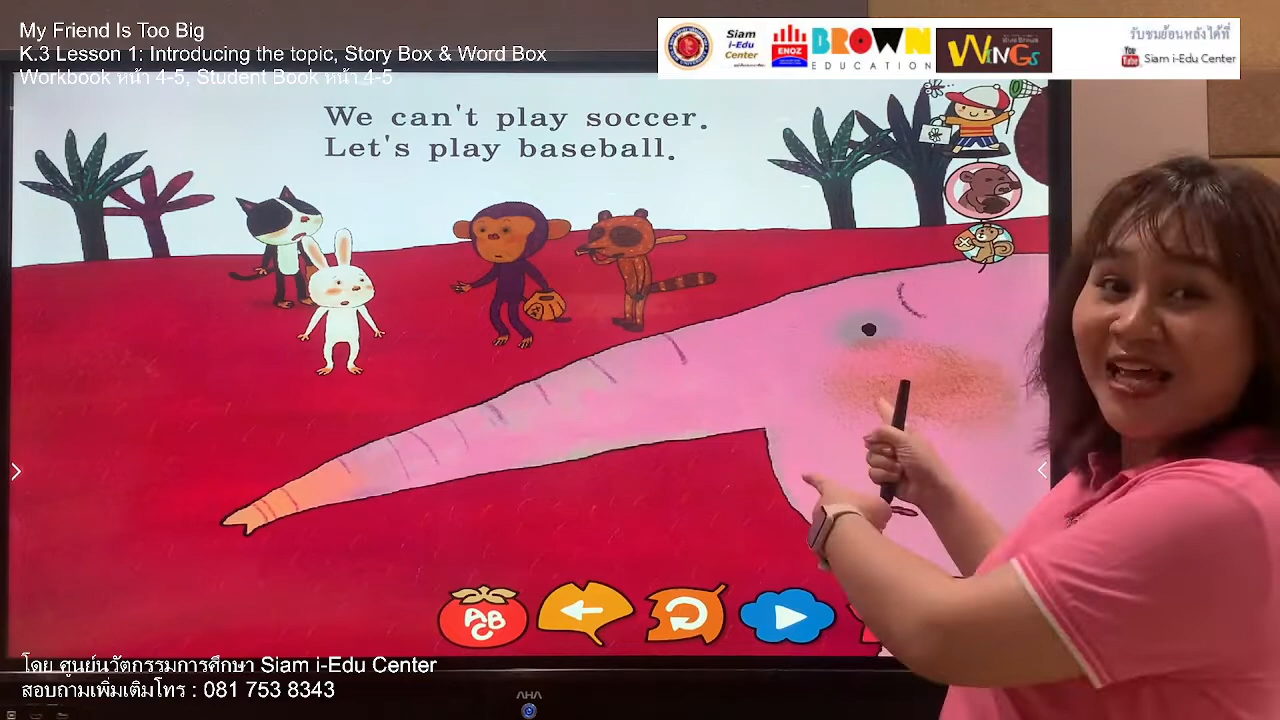 My Friend Is Too Big
K.3 Lesson 1: Introducing the topic, Story Box & Word Box
Workbook หน้า 4-5, Student Book หน้า 4-5
Siam
i-Edu
Center
ENOZ
BROWN
EDUCATION
WINGS
รับชมย้อนหลังได้ที่
You
Tube
Siam i-Edu Center
We can't play soccer.
Let's play baseball.
ABC
โดย ศูนย์นวัตกรรมการศึกษา Siam i-Edu Center
สอบถามเพิ่มเติมโทร : 081 753 8343
AHA